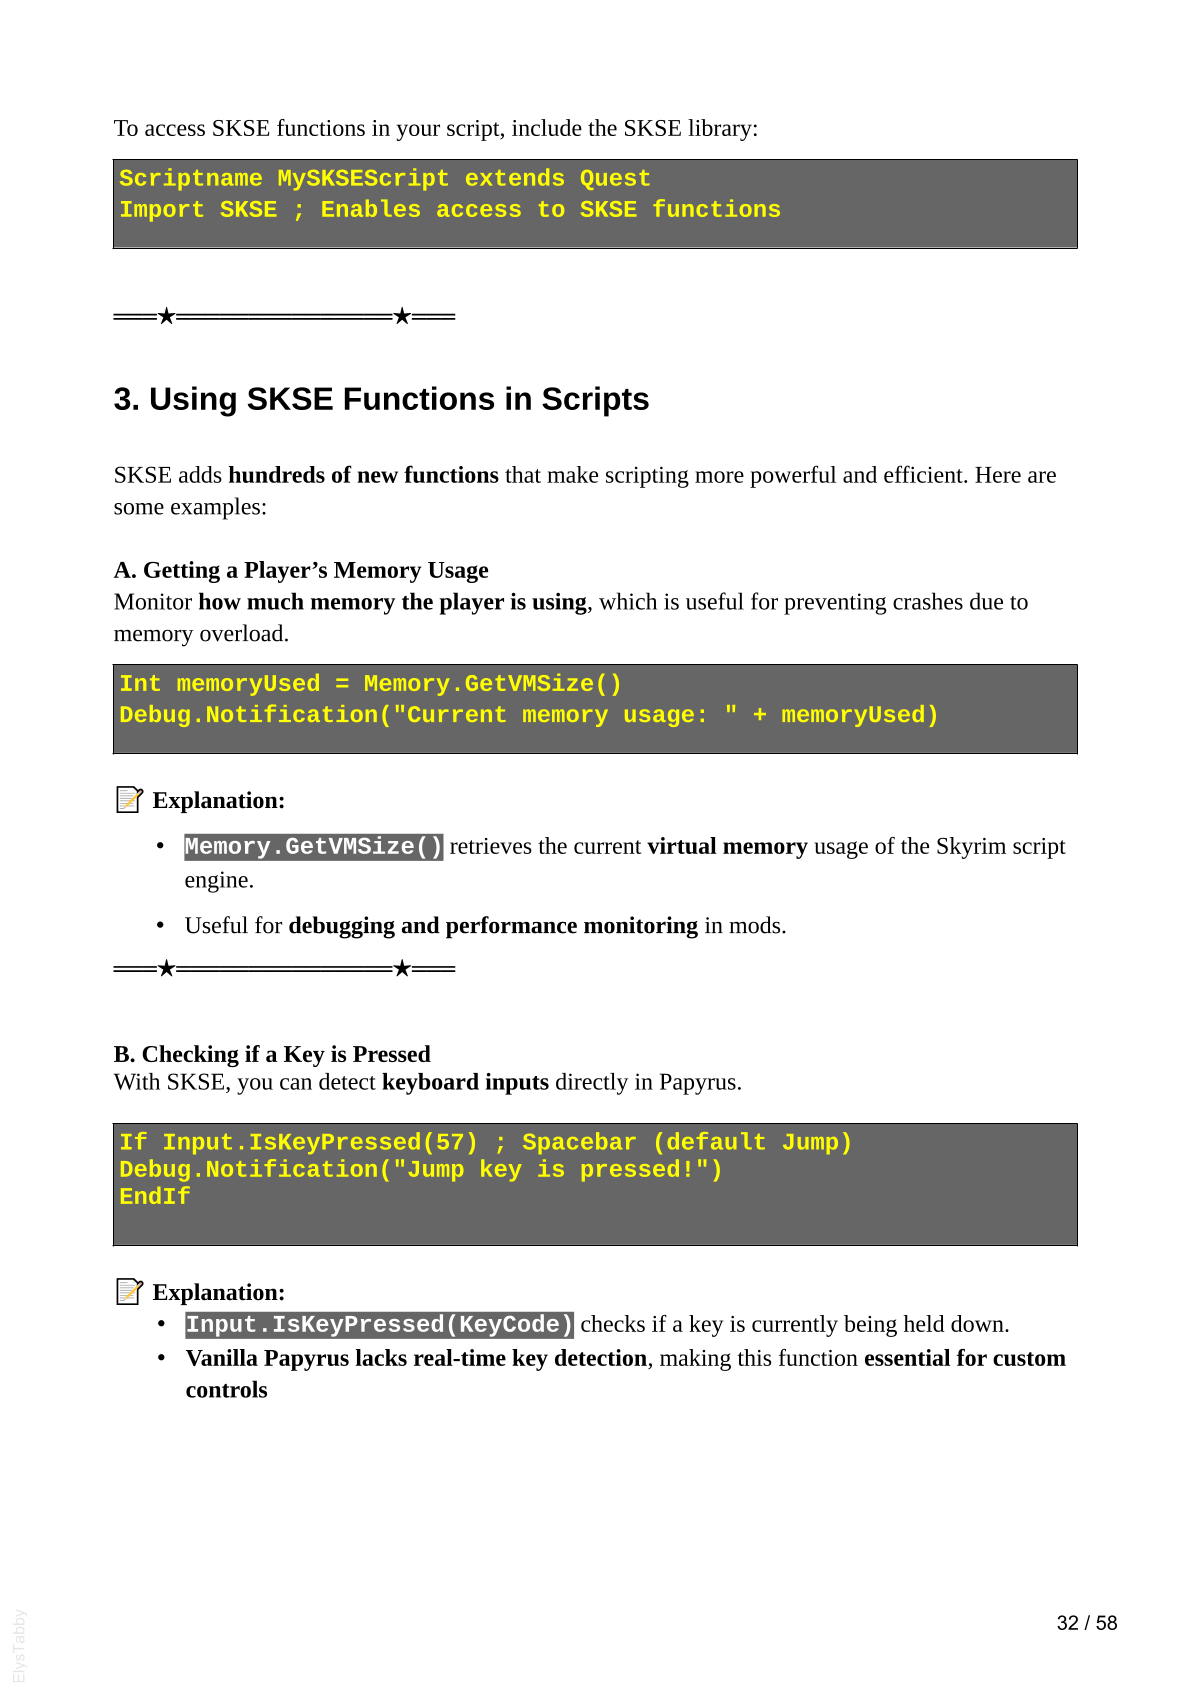 To access SKSE functions in your script, include the SKSE library:
Scriptname MySKSEScript extends Quest
Import SKSE ; Enables access to SKSE functions
═══★═══════════════★═══
3. Using SKSE Functions in Scripts
SKSE adds hundreds of new functions that make scripting more powerful and efficient. Here are
some examples:
A. Getting a Player’s Memory Usage
Monitor how much memory the player is using, which is useful for preventing crashes due to
memory overload.
Int memoryUsed = Memory.GetVMSize()
Debug.Notification("Current memory usage: " + memoryUsed)
📝 Explanation:
• Memory.GetVMSize() retrieves the current virtual memory usage of the Skyrim script
engine.
• Useful for debugging and performance monitoring in mods.
═══★═══════════════★═══
B. Checking if a Key is Pressed
With SKSE, you can detect keyboard inputs directly in Papyrus.
If Input.IsKeyPressed(57) ; Spacebar (default Jump)
Debug.Notification("Jump key is pressed!")
EndIf
📝 Explanation:
• Input.IsKeyPressed(KeyCode) checks if a key is currently being held down.
• Vanilla Papyrus lacks real-time key detection, making this function essential for custom
controls
32 / 58
ElysTabby